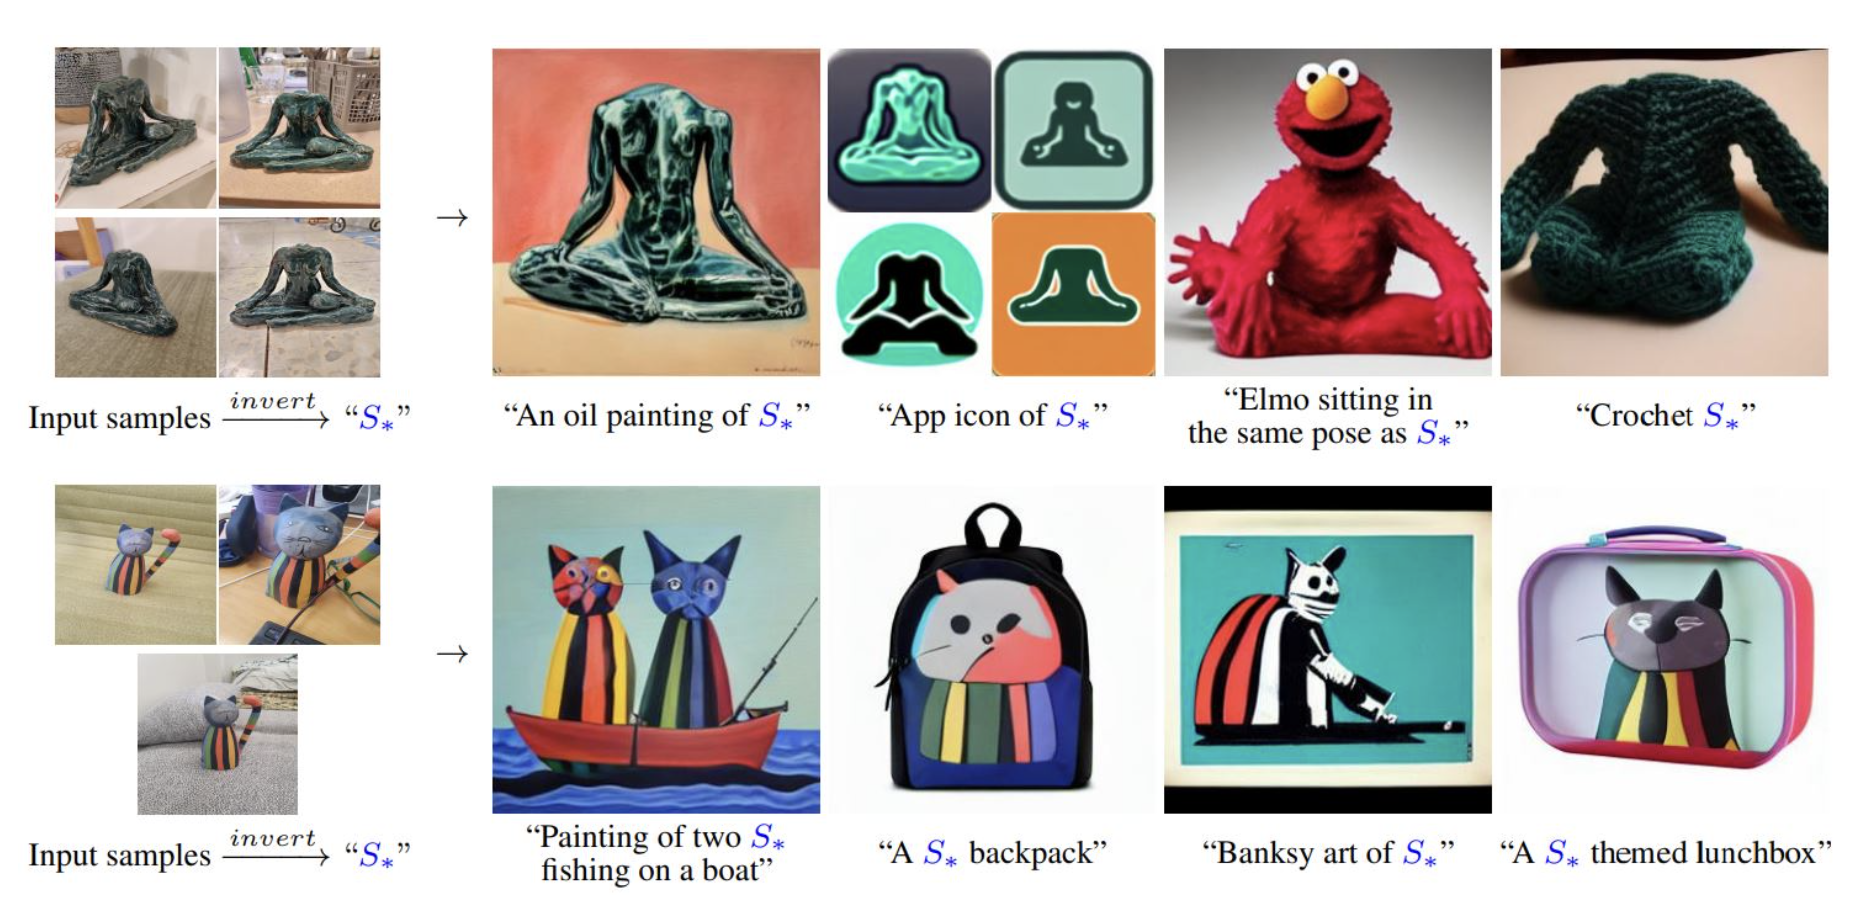 Input samples invert → “S*”
→
“An oil painting of S*”
“App icon of S*”
“Elmo sitting in
the same pose as S*”
“Crochet S*”
Input samples invert → “S*”
→
“Painting of two S*
fishing on a boat”
“A S* backpack”
“Banksy art of S*”
“A S* themed lunchbox”